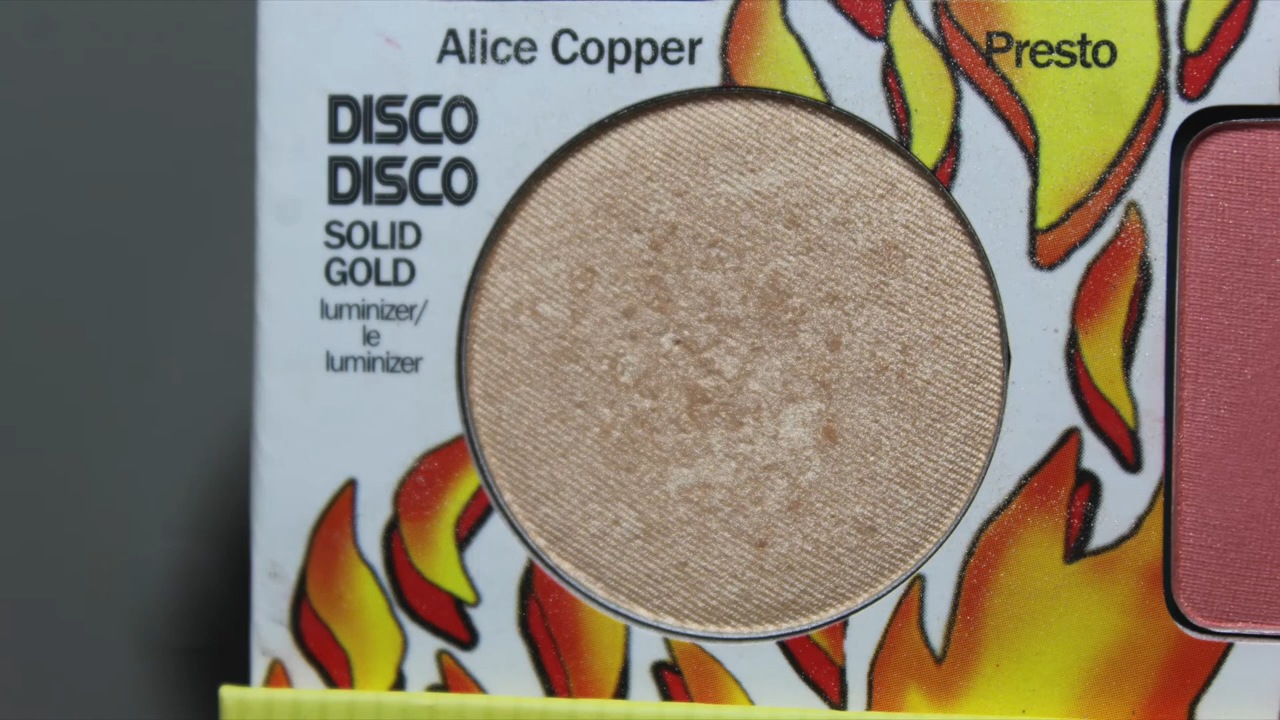 Alice Copper
Presto
DISCO
DISCO
SOLID
GOLD
luminizer/
le
luminizer